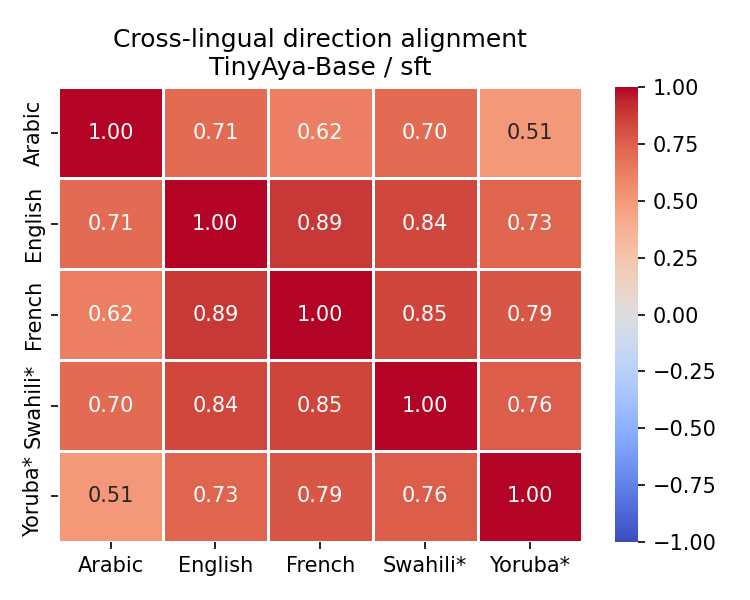 Cross-lingual direction alignment
TinyAya-Base / sft
Arabic 1.00 0.71 0.62 0.70 0.51
English 0.71 1.00 0.89 0.84 0.73
French 0.62 0.89 1.00 0.85 0.79
Swahili* 0.70 0.84 0.85 1.00 0.76
Yoruba* 0.51 0.73 0.79 0.76 1.00
Arabic English French Swahili* Yoruba*
1.00
0.75
0.50
0.25
0.00
−0.25
−0.50
−0.75
−1.00